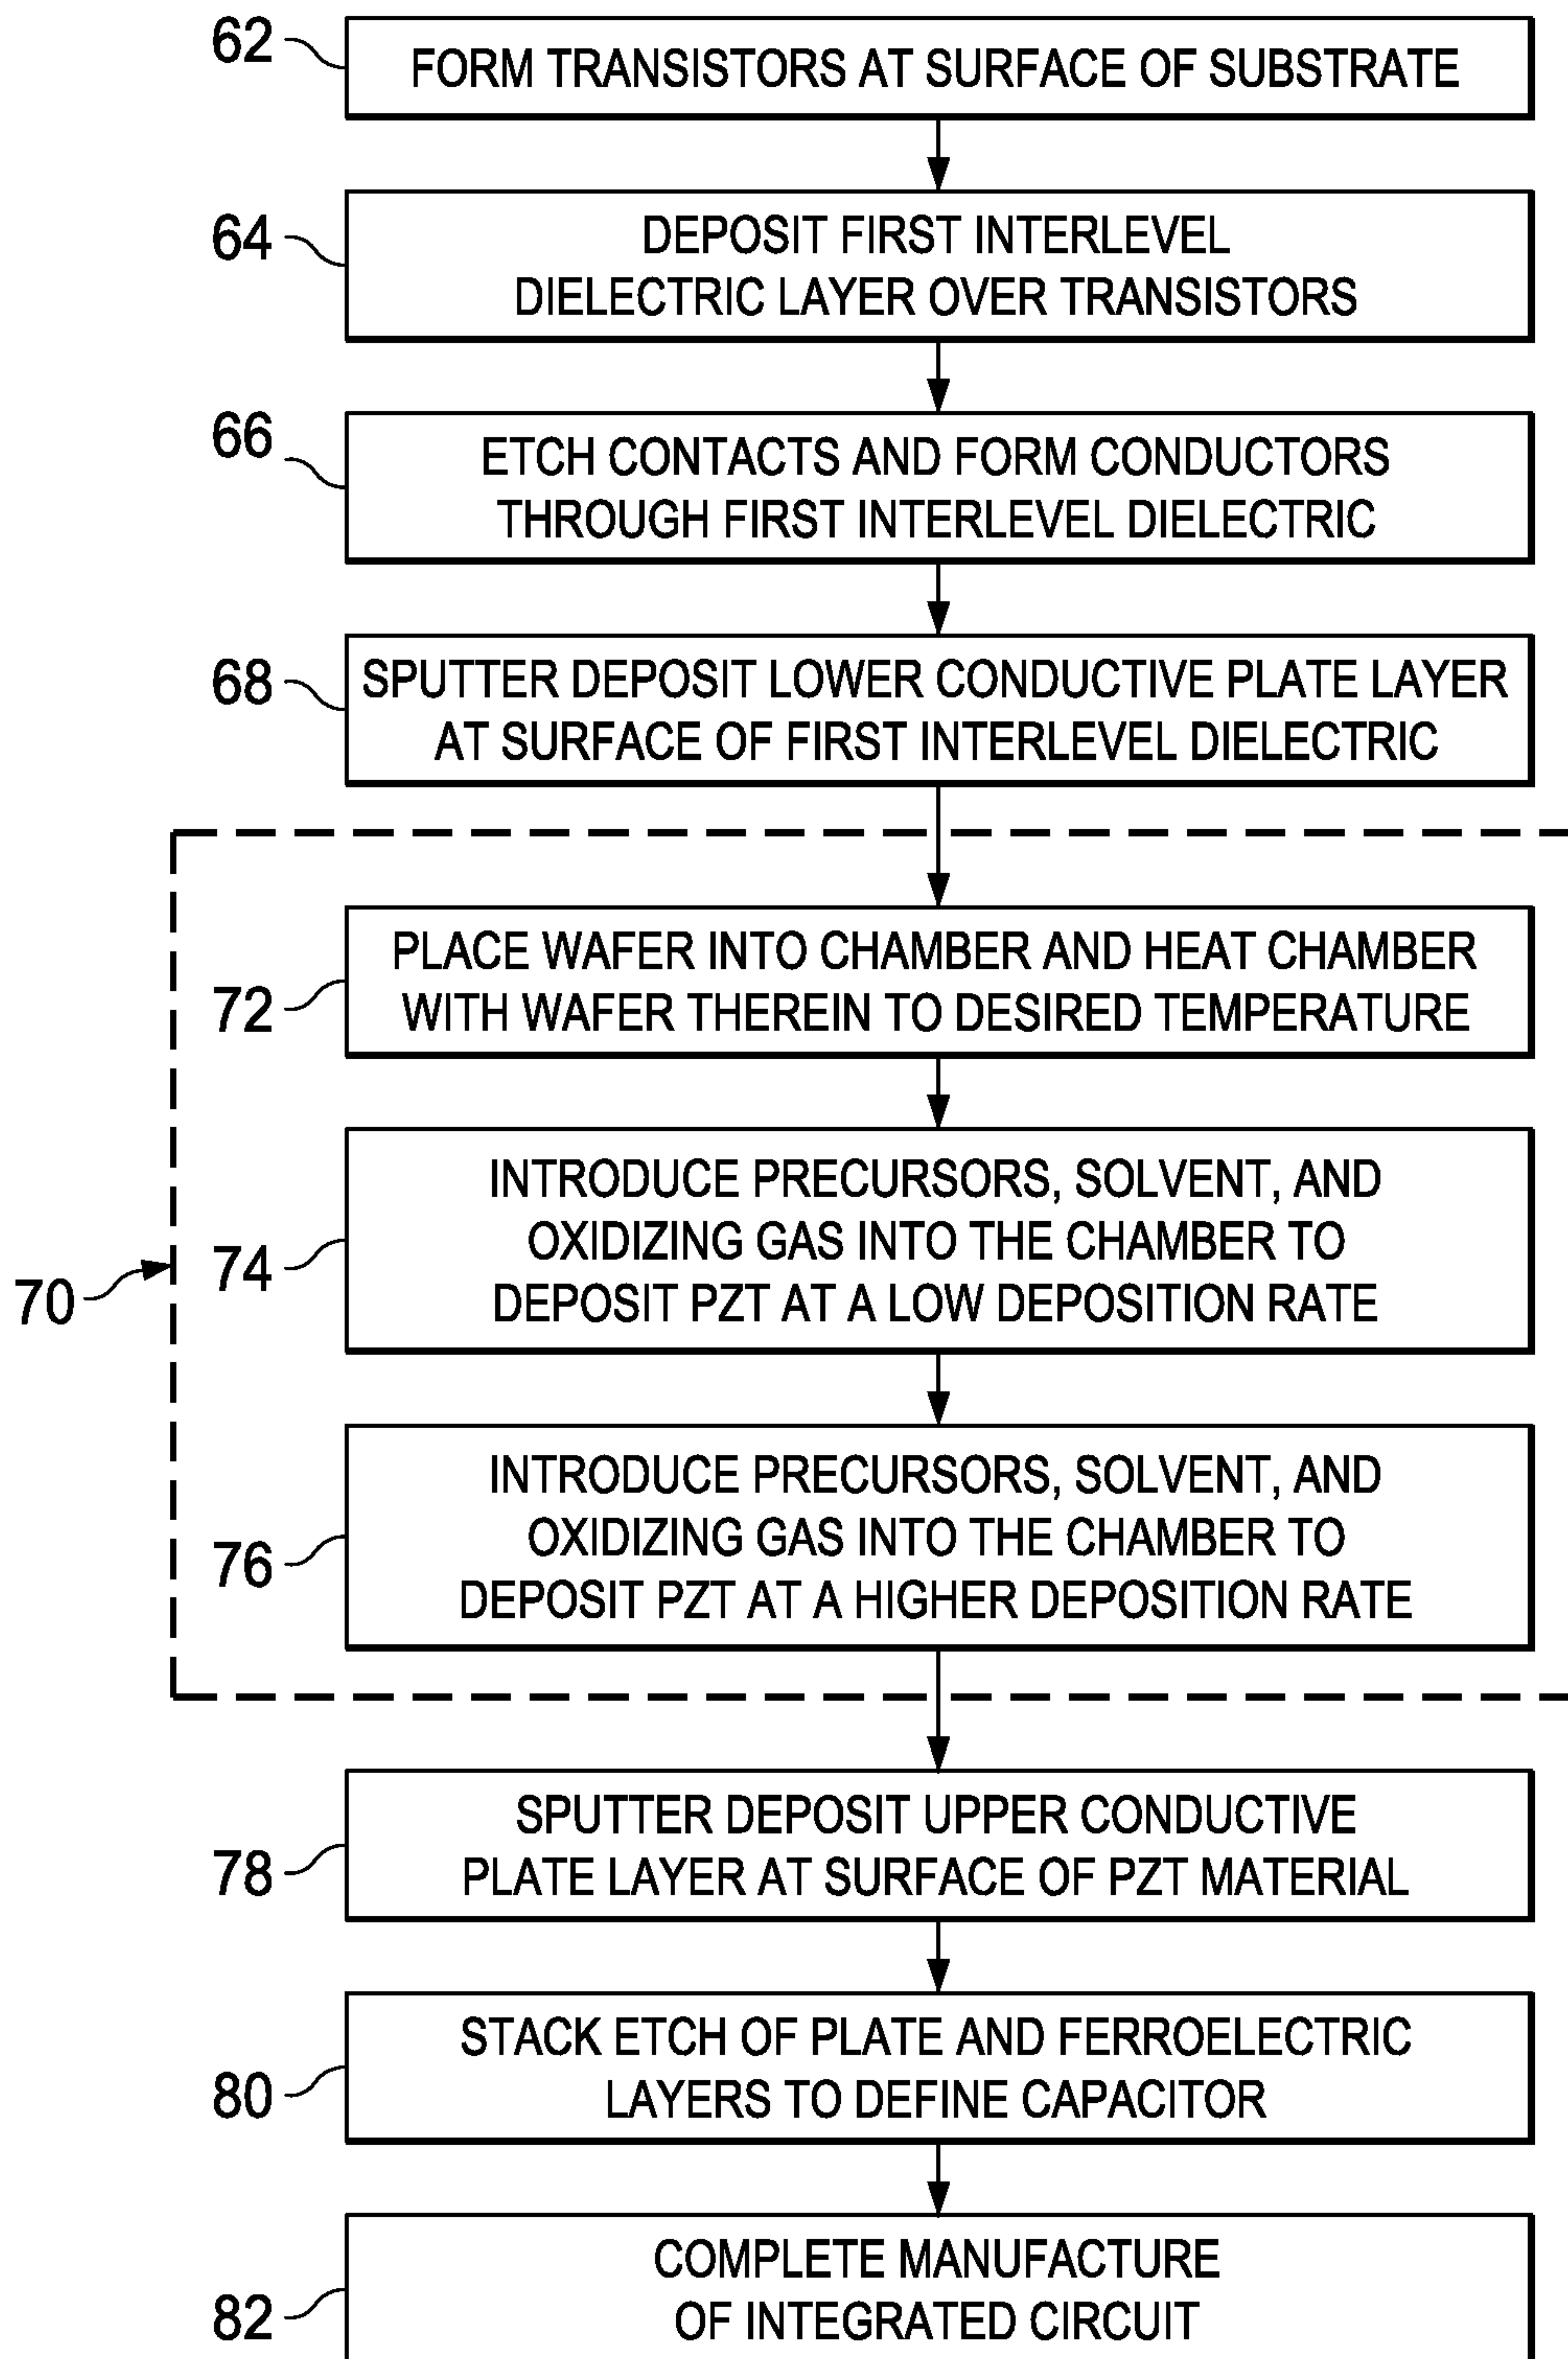 62
FORM TRANSISTORS AT SURFACE OF SUBSTRATE
64
DEPOSIT FIRST INTERLEVEL
DIELECTRIC LAYER OVER TRANSISTORS
66
ETCH CONTACTS AND FORM CONDUCTORS
THROUGH FIRST INTERLEVEL DIELECTRIC
68
SPUTTER DEPOSIT LOWER CONDUCTIVE PLATE LAYER
AT SURFACE OF FIRST INTERLEVEL DIELECTRIC
70
72
PLACE WAFER INTO CHAMBER AND HEAT CHAMBER
WITH WAFER THEREIN TO DESIRED TEMPERATURE
74
INTRODUCE PRECURSORS, SOLVENT, AND
OXIDIZING GAS INTO THE CHAMBER TO
DEPOSIT PZT AT A LOW DEPOSITION RATE
76
INTRODUCE PRECURSORS, SOLVENT, AND
OXIDIZING GAS INTO THE CHAMBER TO
DEPOSIT PZT AT A HIGHER DEPOSITION RATE
78
SPUTTER DEPOSIT UPPER CONDUCTIVE
PLATE LAYER AT SURFACE OF PZT MATERIAL
80
STACK ETCH OF PLATE AND FERROELECTRIC
LAYERS TO DEFINE CAPACITOR
82
COMPLETE MANUFACTURE
OF INTEGRATED CIRCUIT